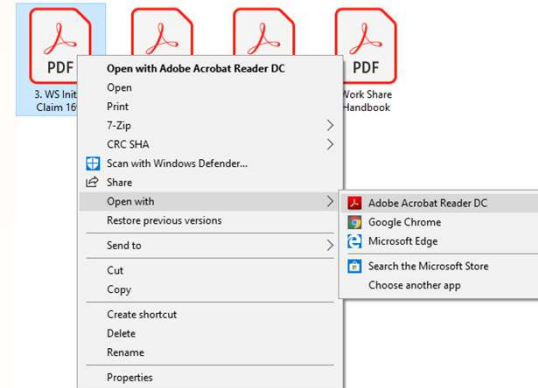 PDF
PDF
3. WS Init
Claim 16
Work Share
Handbook
Open with Adobe Acrobat Reader DC
Open
Print
7-Zip
CRC SHA
Scan with Windows Defender...
Share
Open with
Restore previous versions
Send to
Cut
Copy
Create shortcut
Delete
Rename
Properties
Adobe Acrobat Reader DC
Google Chrome
Microsoft Edge
Search the Microsoft Store
Choose another app